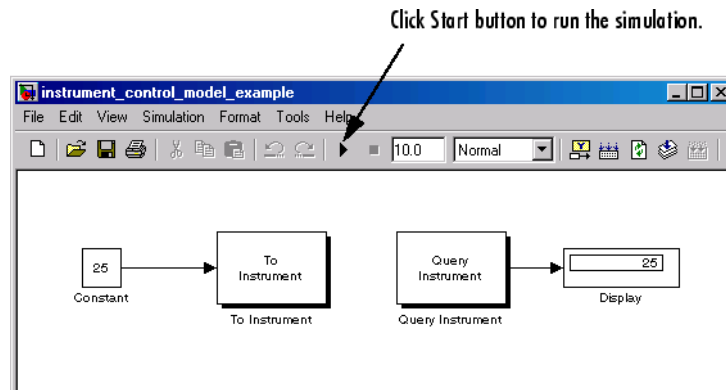 Click Start button to run the simulation.
instrument_control_model_example
File Edit View Simulation Format Tools Help
10.0 Normal
25
To
Instrument
Query
Instrument
25
Constant
To Instrument
Query Instrument
Display